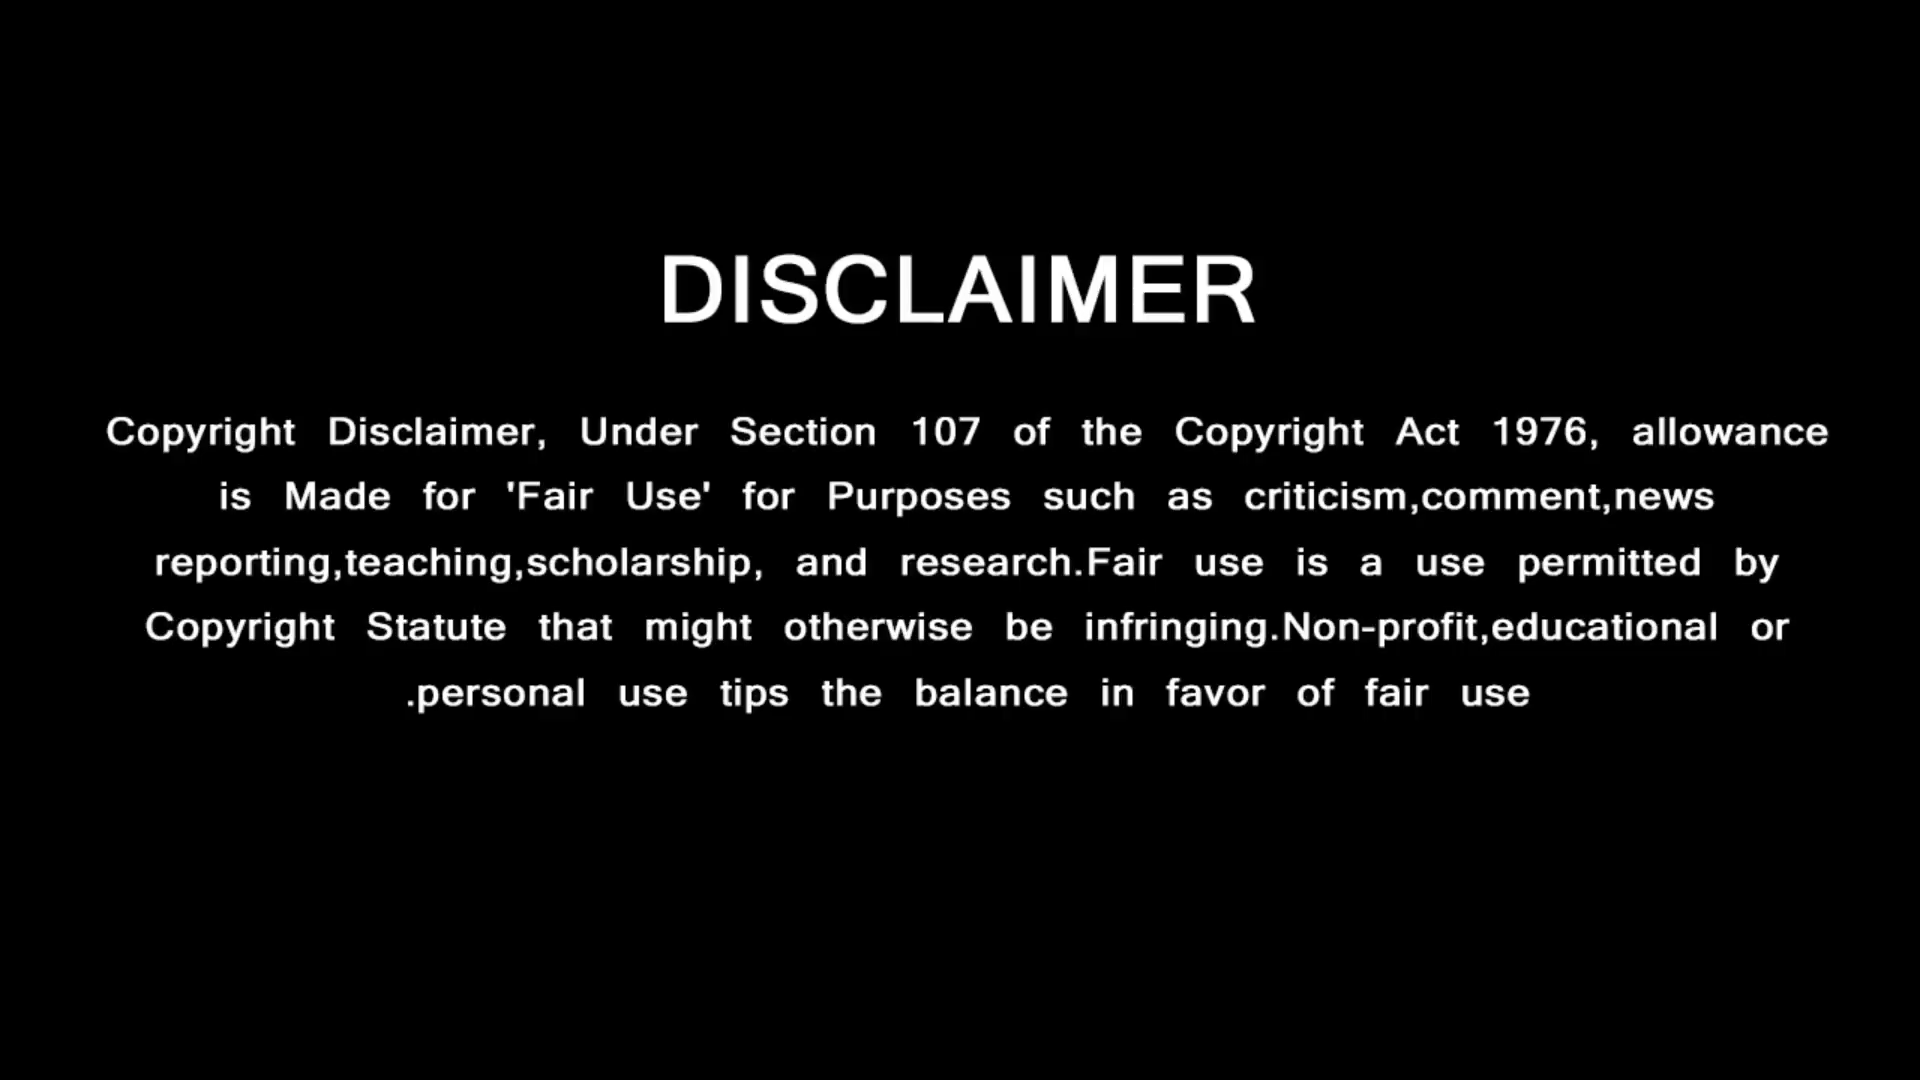 DISCLAIMER
Copyright Disclaimer, Under Section 107 of the Copyright Act 1976, allowance
is Made for 'Fair Use' for Purposes such as criticism,comment,news
reporting,teaching,scholarship, and research.Fair use is a use permitted by
Copyright Statute that might otherwise be infringing.Non-profit,educational or
.personal use tips the balance in favor of fair use